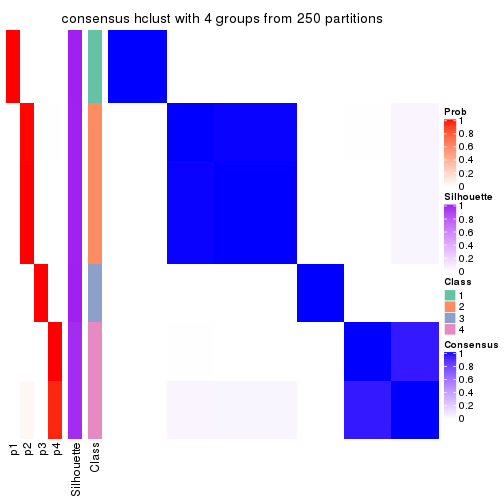 consensus hclust with 4 groups from 250 partitions
Prob
1
0.8
0.6
0.4
0.2
0
Silhouette
1
0.8
0.6
0.4
0.2
0
Class
1
2
3
4
Consensus
1
0.8
0.6
0.4
0.2
0
p1
p2
p3
p4
Silhouette
Class